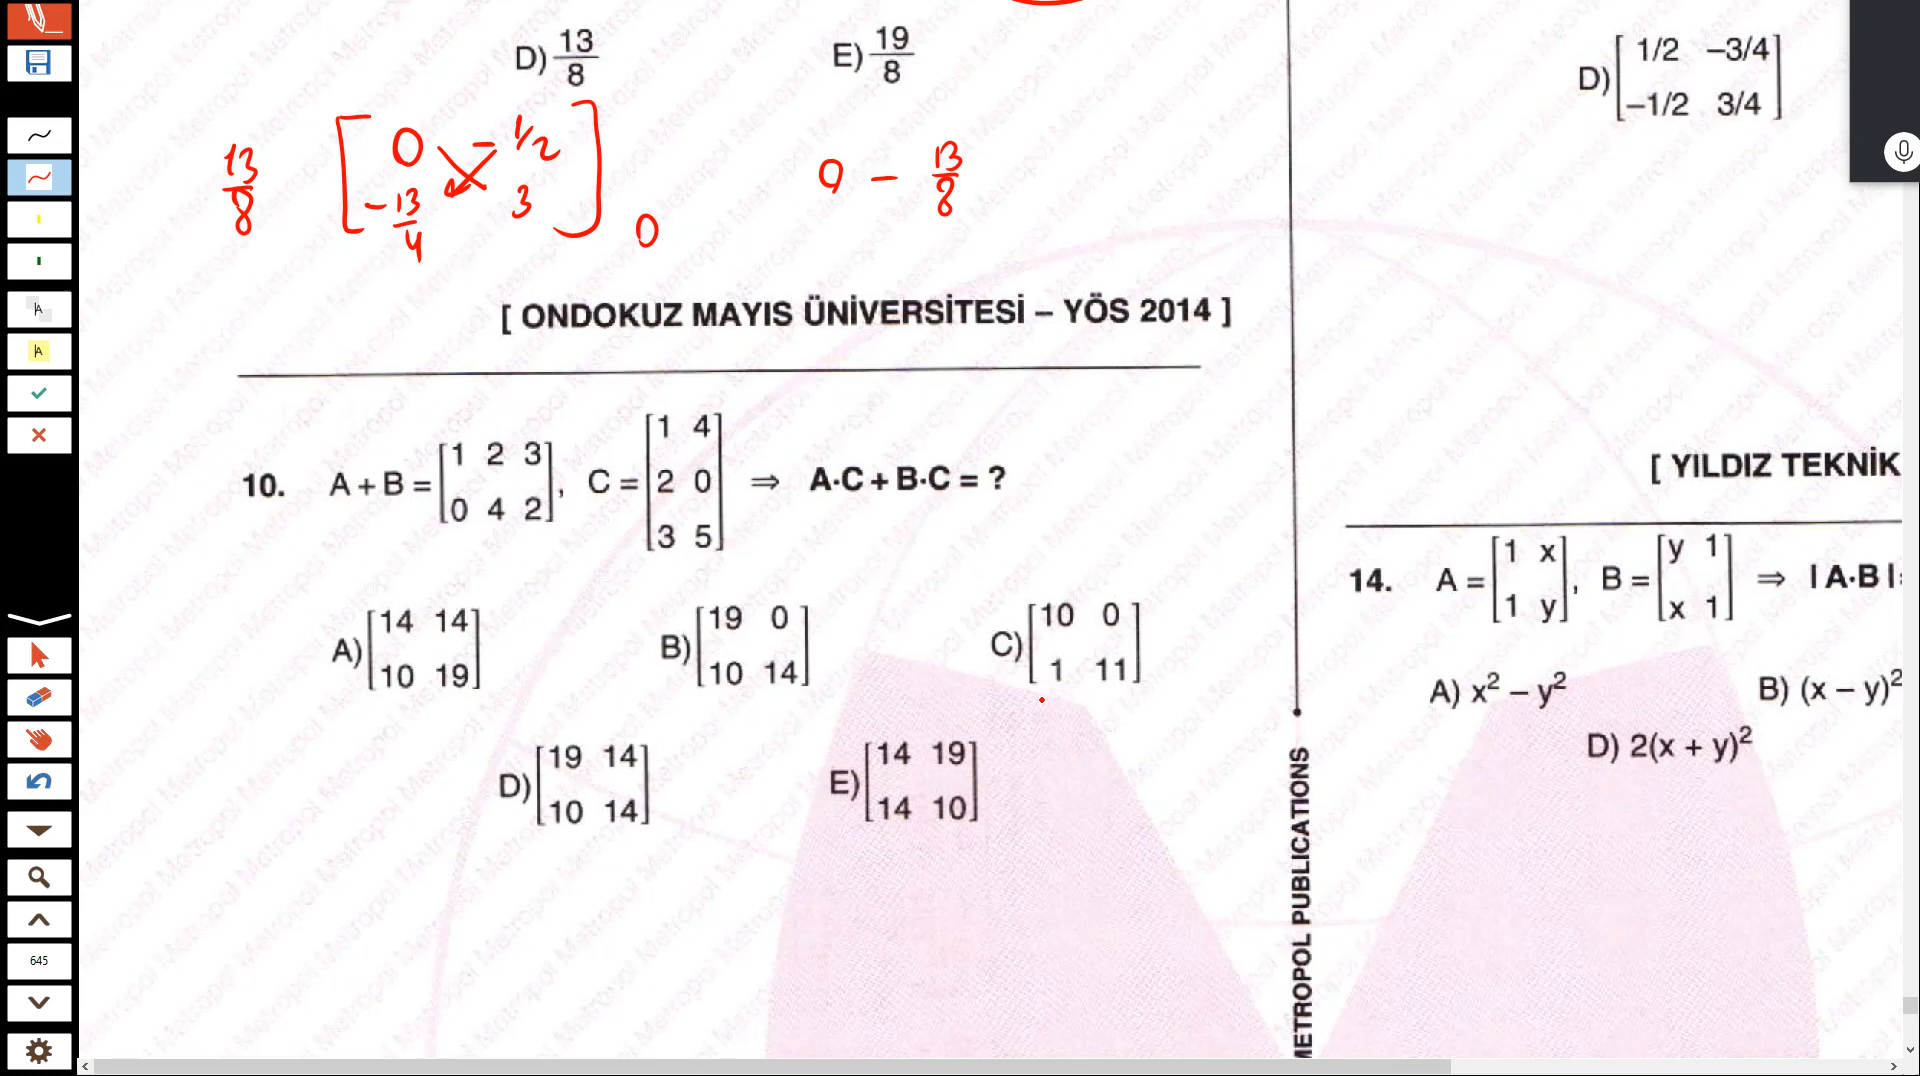 D) 13/8 E) 19/8
13/8 [ 0 - 1/2
-13/4 3 ] 0
0 - 13/8
[ ONDOKUZ MAYIS ÜNİVERSİTESİ – YÖS 2014 ]
10. A + B = [ 1 2 3
0 4 2 ], C = [ 1 4
2 0
3 5 ] ⇒ A·C + B·C = ?
A) [ 14 14
10 19 ]
B) [ 19 0
10 14 ]
C) [ 10 0
1 11 ]
D) [ 19 14
10 14 ]
E) [ 14 19
14 10 ]
METROPOL PUBLICATIONS
D) [ 1/2 –3/4
–1/2 3/4 ]
[ YILDIZ TEKNİK
14. A = [ 1 x
1 y ], B = [ y 1
x 1 ] ⇒ | A·B |
A) x² – y² B) (x – y)²
D) 2(x + y)²
645